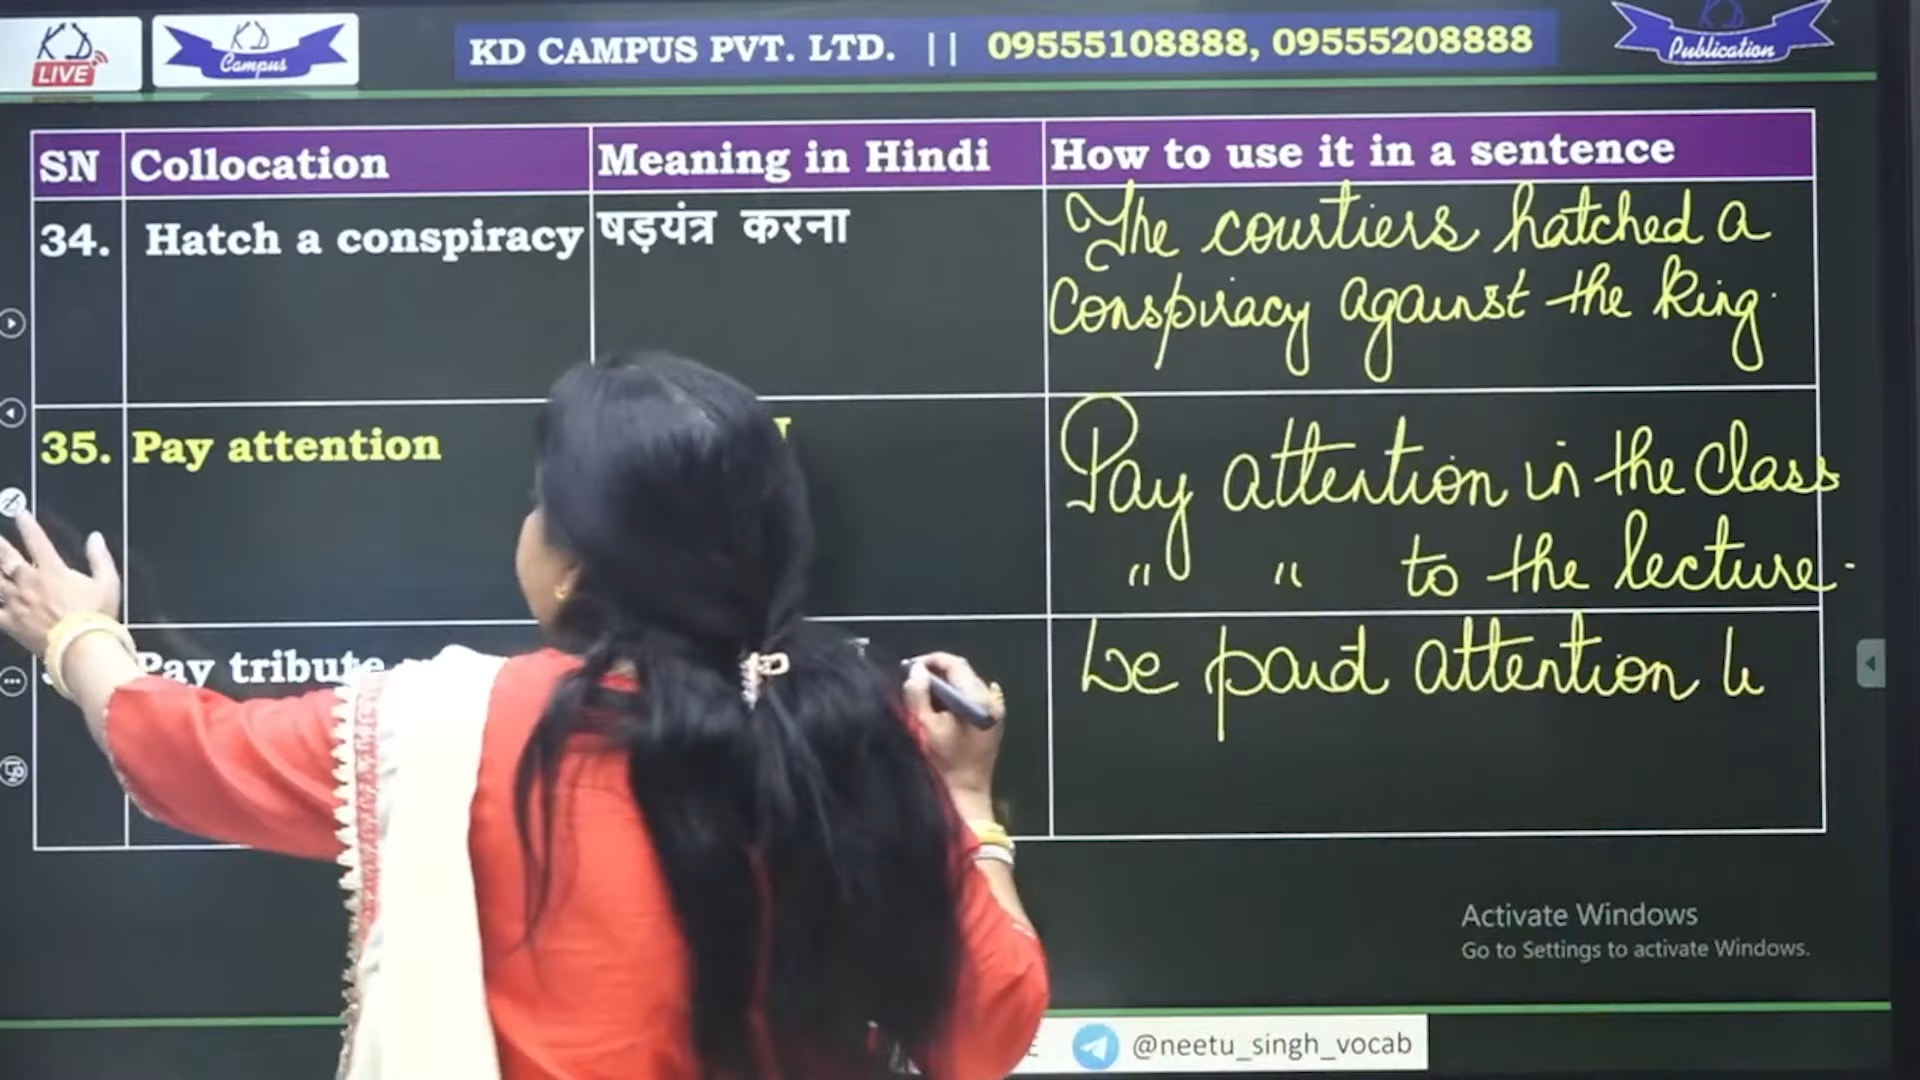 KD LIVE
KD Campus
KD CAMPUS PVT. LTD. || 09555108888, 09555208888
KD Publication
SN Collocation Meaning in Hindi How to use it in a sentence
34. Hatch a conspiracy षड़यंत्र करना The courtiers hatched a
conspiracy against the king.
35. Pay attention Pay attention in the class
" " to the lecture.
Pay tribute be paid attention
Activate Windows
Go to Settings to activate Windows.
@neetu_singh_vocab